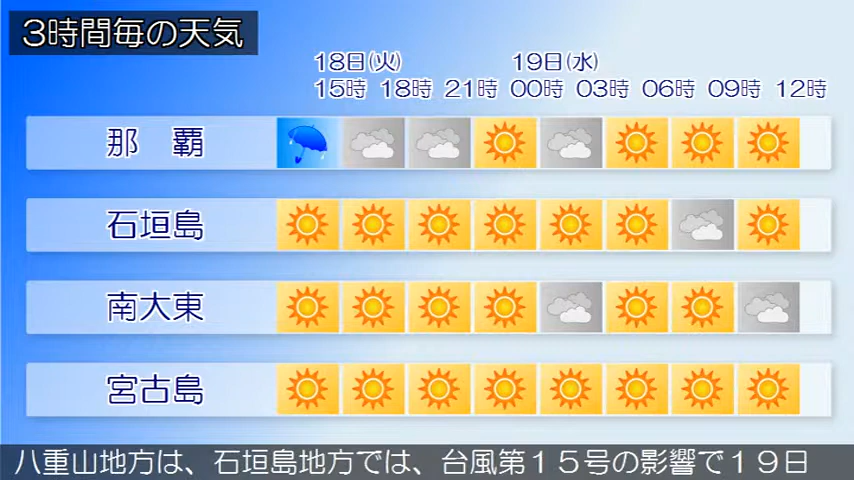 3時間毎の天気
18日(火) 19日(水)
15時 18時 21時 00時 03時 06時 09時 12時
那 覇
石垣島
南大東
宮古島
八重山地方は、石垣島地方では、台風第１５号の影響で１９日